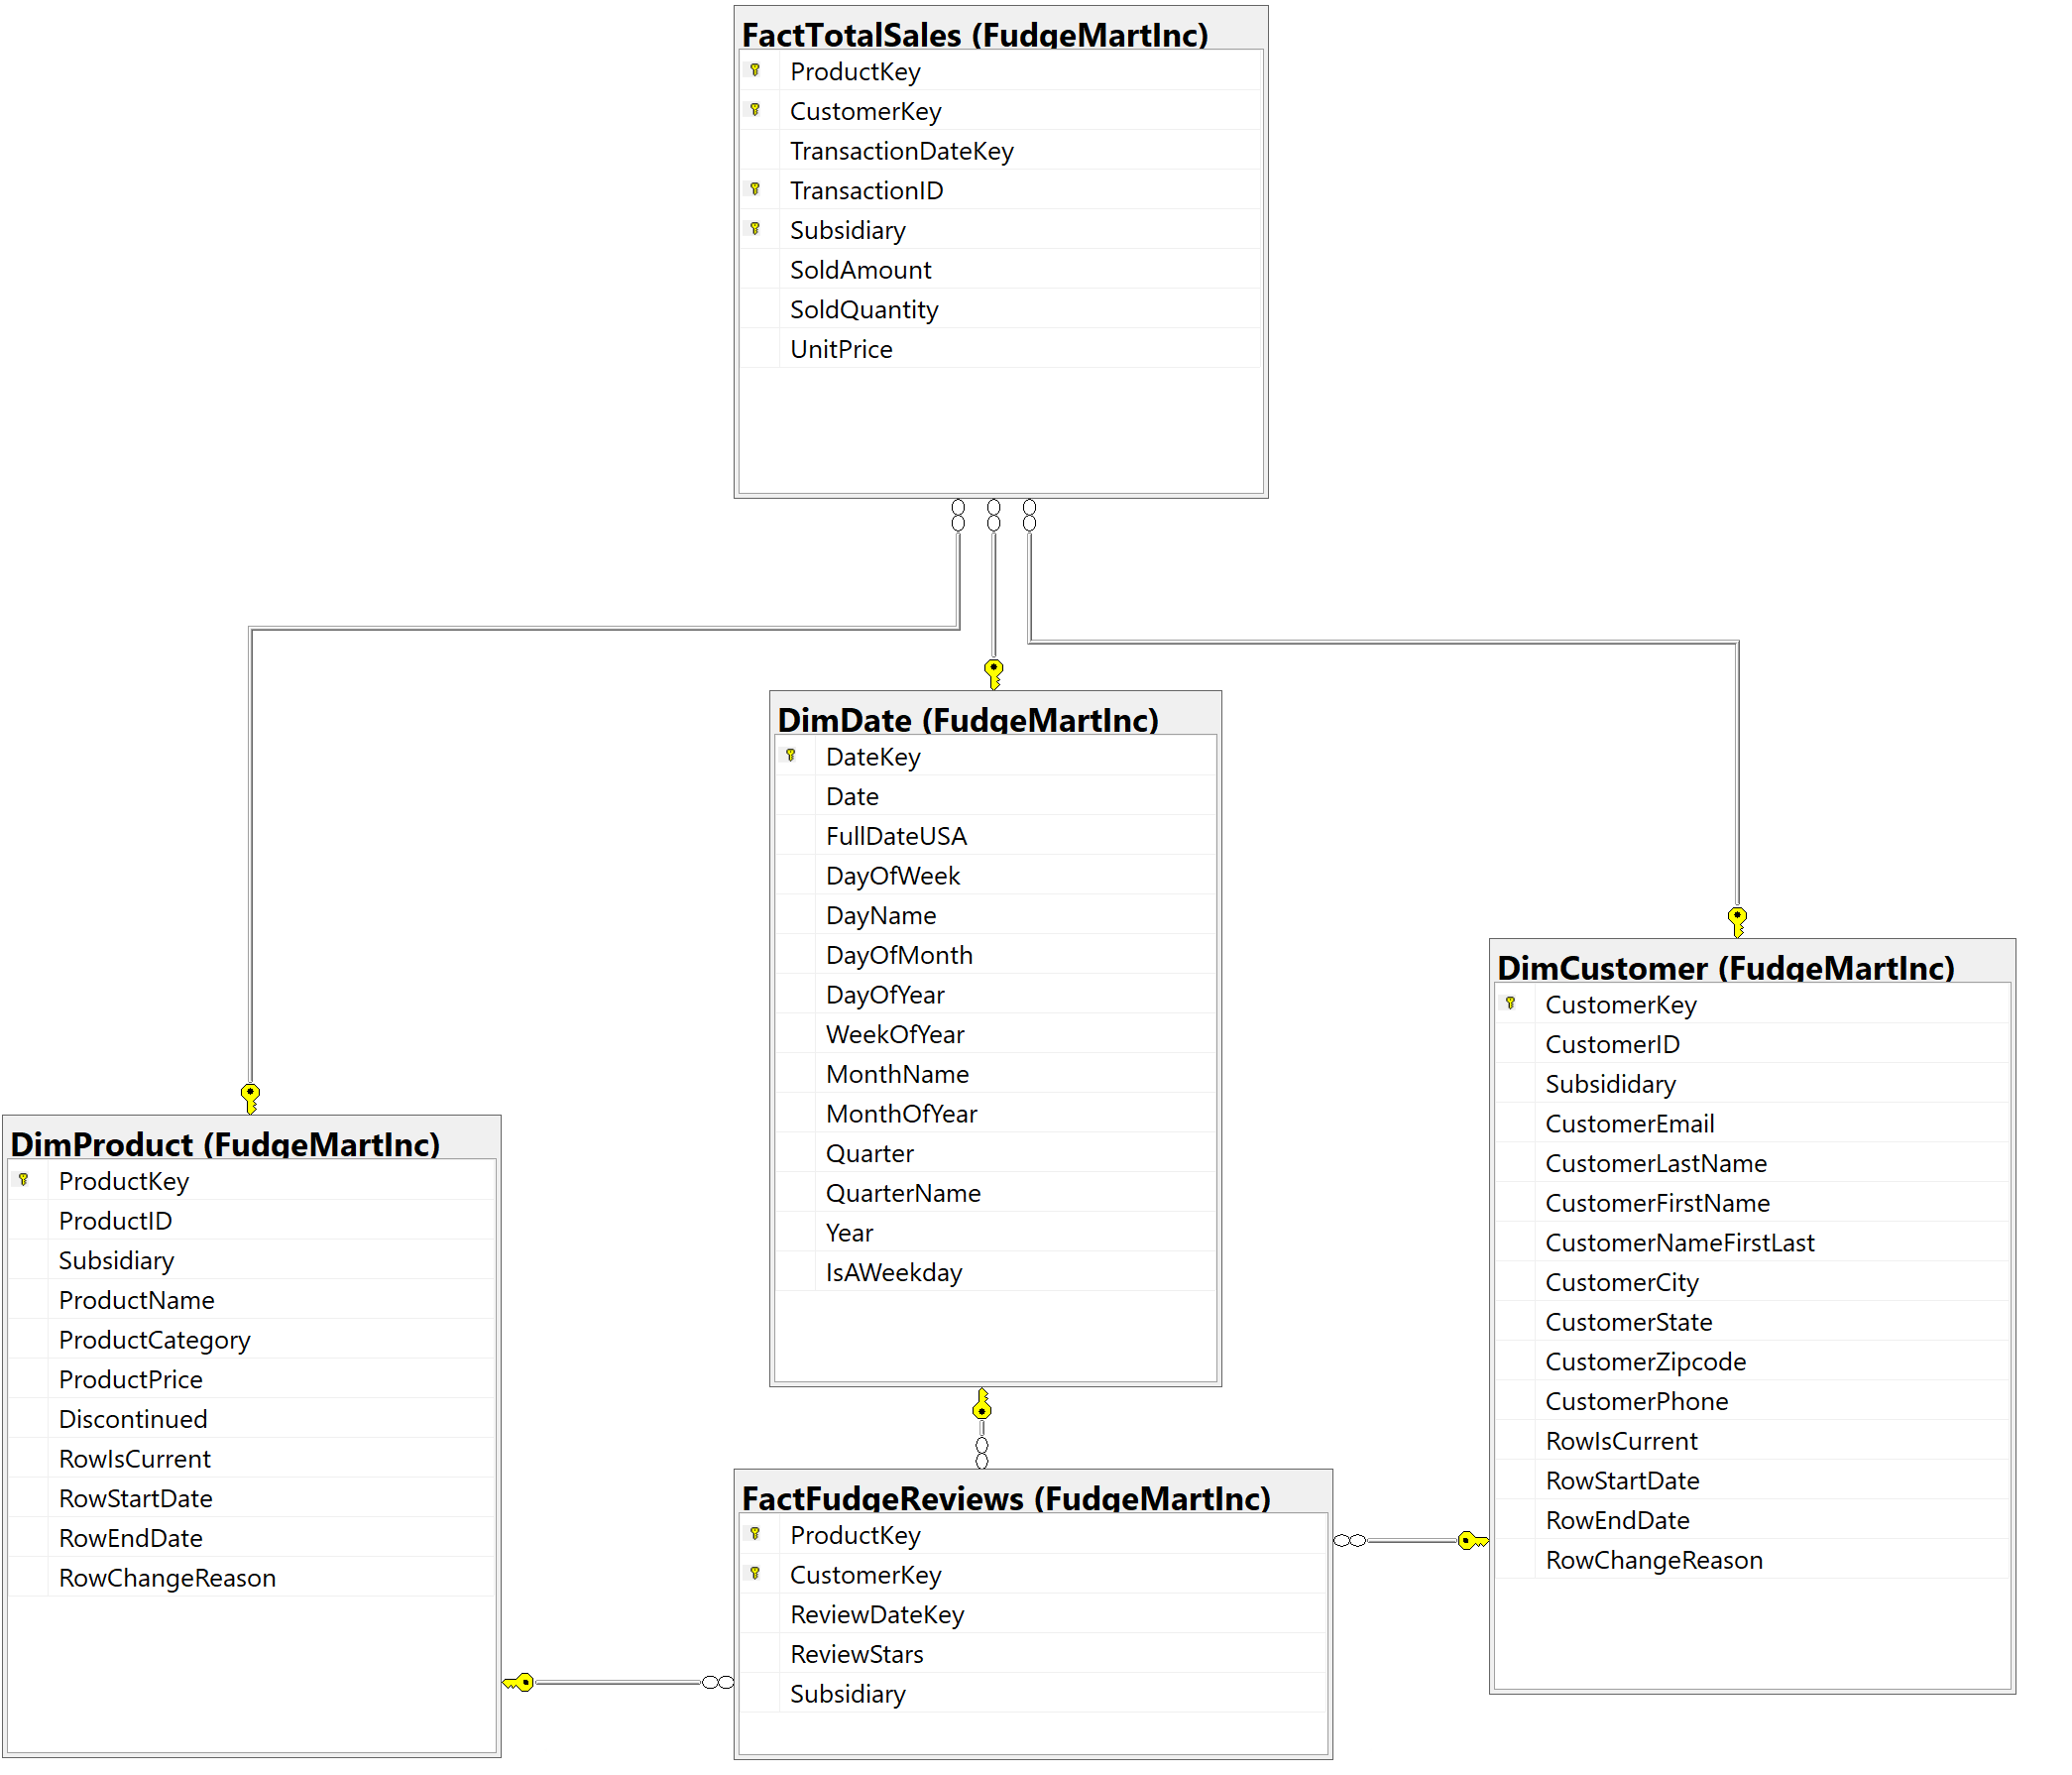 FactTotalSales (FudgeMartInc)
ProductKey
CustomerKey
TransactionDateKey
TransactionID
Subsidiary
SoldAmount
SoldQuantity
UnitPrice
DimDate (FudgeMartInc)
DateKey
Date
FullDateUSA
DayOfWeek
DayName
DayOfMonth
DayOfYear
WeekOfYear
MonthName
MonthOfYear
Quarter
QuarterName
Year
IsAWeekday
DimCustomer (FudgeMartInc)
CustomerKey
CustomerID
Subsididary
CustomerEmail
CustomerLastName
CustomerFirstName
CustomerNameFirstLast
CustomerCity
CustomerState
CustomerZipcode
CustomerPhone
RowIsCurrent
RowStartDate
RowEndDate
RowChangeReason
DimProduct (FudgeMartInc)
ProductKey
ProductID
Subsidiary
ProductName
ProductCategory
ProductPrice
Discontinued
RowIsCurrent
RowStartDate
RowEndDate
RowChangeReason
FactFudgeReviews (FudgeMartInc)
ProductKey
CustomerKey
ReviewDateKey
ReviewStars
Subsidiary